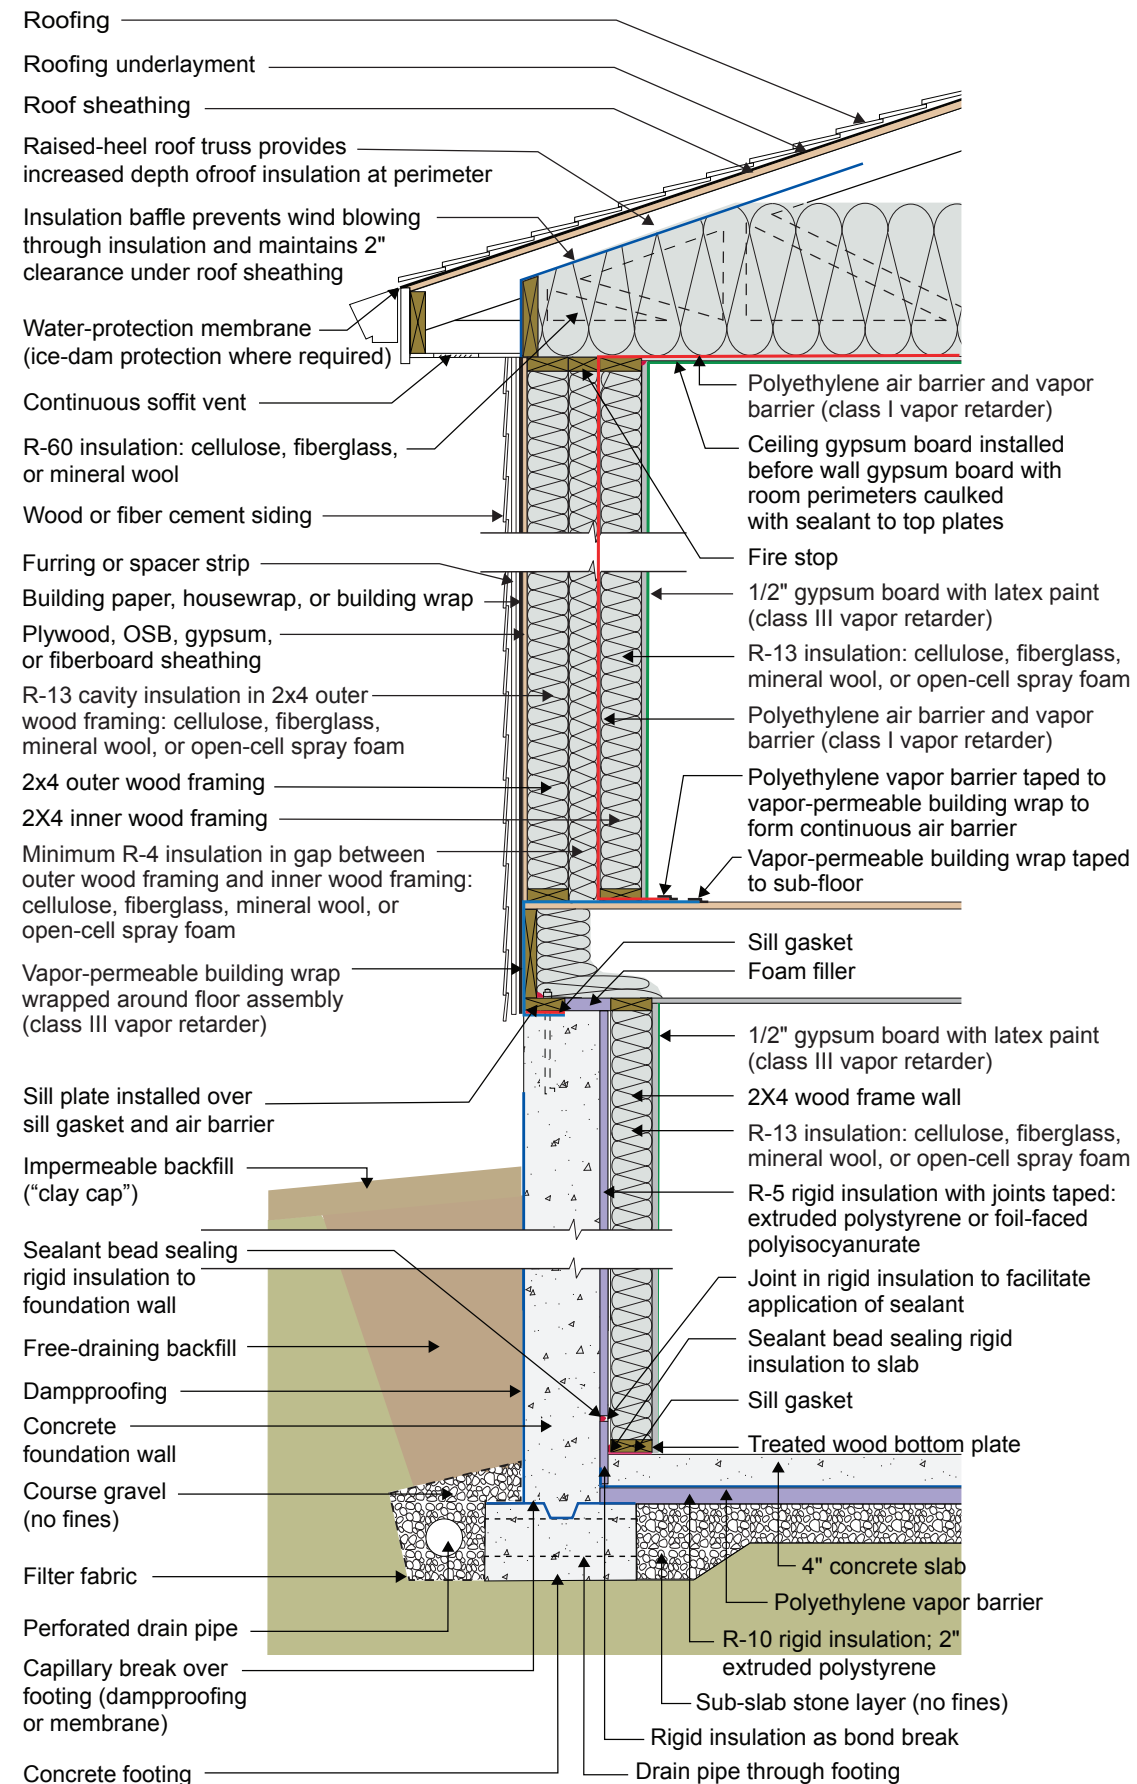 Roofing
Roofing underlayment
Roof sheathing
Raised-heel roof truss provides
increased depth ofroof insulation at perimeter
Insulation baffle prevents wind blowing
through insulation and maintains 2"
clearance under roof sheathing
Water-protection membrane
(ice-dam protection where required)
Continuous soffit vent
R-60 insulation: cellulose, fiberglass,
or mineral wool
Wood or fiber cement siding
Furring or spacer strip
Building paper, housewrap, or building wrap
Plywood, OSB, gypsum,
or fiberboard sheathing
R-13 cavity insulation in 2x4 outer
wood framing: cellulose, fiberglass,
mineral wool, or open-cell spray foam
2x4 outer wood framing
2X4 inner wood framing
Minimum R-4 insulation in gap between
outer wood framing and inner wood framing:
cellulose, fiberglass, mineral wool, or
open-cell spray foam
Vapor-permeable building wrap
wrapped around floor assembly
(class III vapor retarder)
Sill plate installed over
sill gasket and air barrier
Impermeable backfill
(“clay cap”)
Sealant bead sealing
rigid insulation to
foundation wall
Free-draining backfill
Dampproofing
Concrete
foundation wall
Course gravel
(no fines)
Filter fabric
Perforated drain pipe
Capillary break over
footing (dampproofing
or membrane)
Concrete footing
Polyethylene air barrier and vapor
barrier (class I vapor retarder)
Ceiling gypsum board installed
before wall gypsum board with
room perimeters caulked
with sealant to top plates
Fire stop
1/2" gypsum board with latex paint
(class III vapor retarder)
R-13 insulation: cellulose, fiberglass,
mineral wool, or open-cell spray foam
Polyethylene air barrier and vapor
barrier (class I vapor retarder)
Polyethylene vapor barrier taped to
vapor-permeable building wrap to
form continuous air barrier
Vapor-permeable building wrap taped
to sub-floor
Sill gasket
Foam filler
1/2" gypsum board with latex paint
(class III vapor retarder)
2X4 wood frame wall
R-13 insulation: cellulose, fiberglass,
mineral wool, or open-cell spray foam
R-5 rigid insulation with joints taped:
extruded polystyrene or foil-faced
polyisocyanurate
Joint in rigid insulation to facilitate
application of sealant
Sealant bead sealing rigid
insulation to slab
Sill gasket
Treated wood bottom plate
4" concrete slab
Polyethylene vapor barrier
R-10 rigid insulation; 2"
extruded polystyrene
Sub-slab stone layer (no fines)
Rigid insulation as bond break
Drain pipe through footing